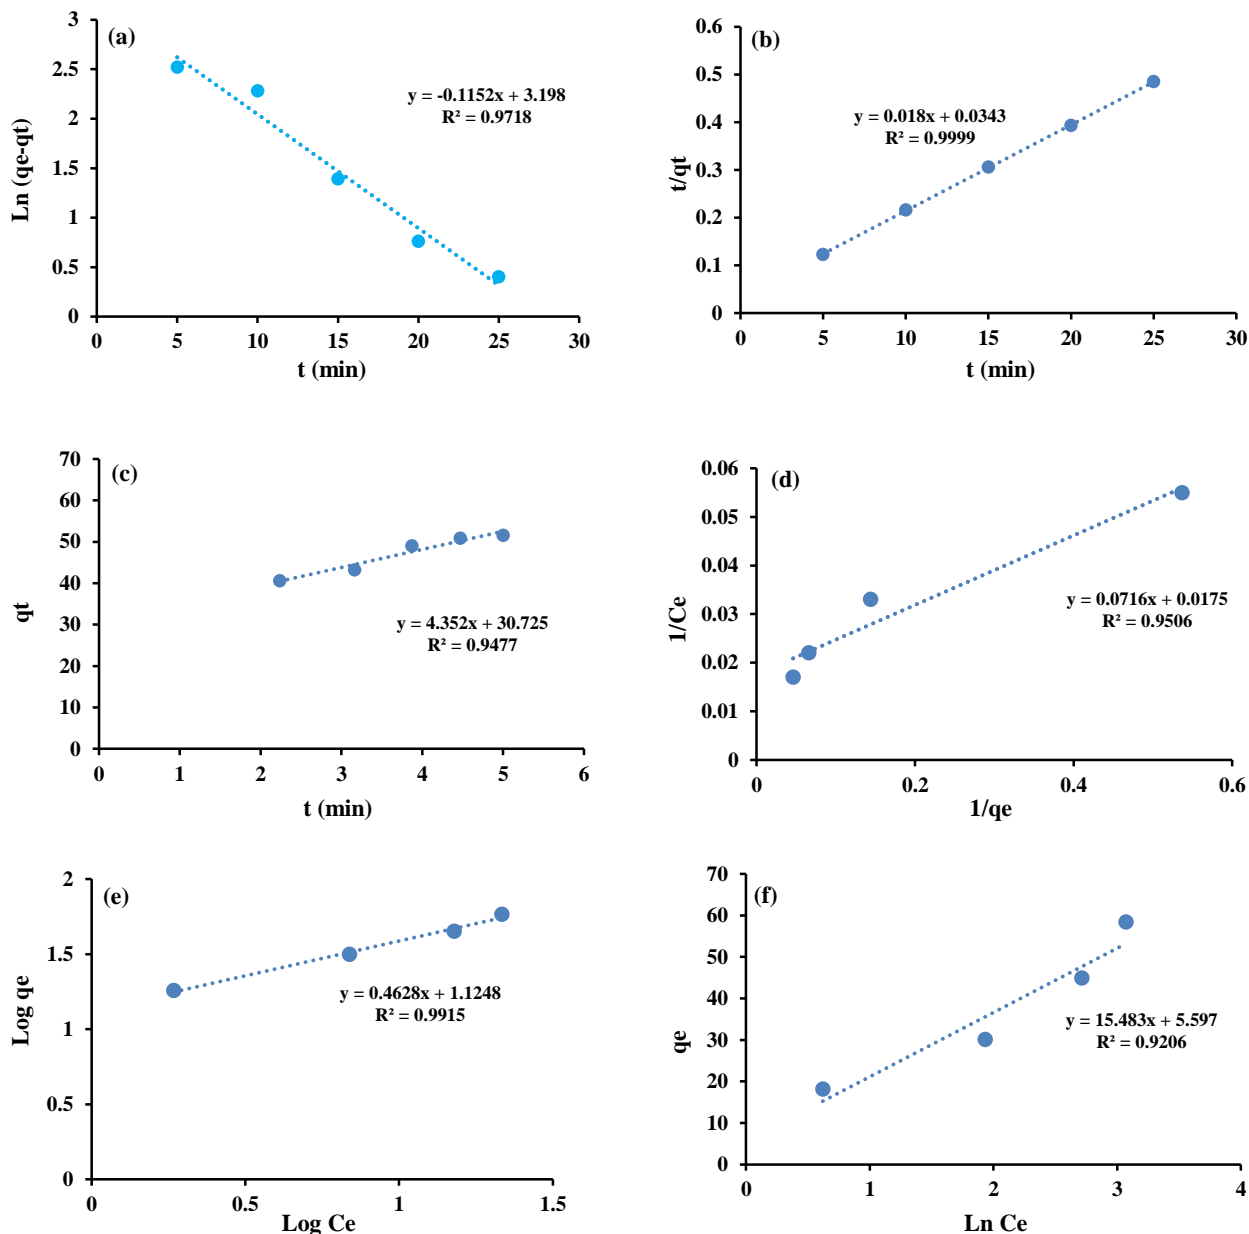 (a)
Ln (qe-qt)
3
2.5
2
1.5
1
0.5
0
y = -0.1152x + 3.198
R² = 0.9718
0 5 10 15 20 25 30
t (min)
(b)
t/qt
0.6
0.5
0.4
0.3
0.2
0.1
0
y = 0.018x + 0.0343
R² = 0.9999
0 5 10 15 20 25 30
t (min)
(c)
qt
70
60
50
40
30
20
10
0
y = 4.352x + 30.725
R² = 0.9477
0 1 2 3 4 5 6
t (min)
(d)
1/Ce
0.06
0.05
0.04
0.03
0.02
0.01
0
y = 0.0716x + 0.0175
R² = 0.9506
0 0.2 0.4 0.6
1/qe
(e)
Log qe
2
1.5
1
0.5
0
y = 0.4628x + 1.1248
R² = 0.9915
0 0.5 1 1.5
Log Ce
(f)
qe
70
60
50
40
30
20
10
0
y = 15.483x + 5.597
R² = 0.9206
0 1 2 3 4
Ln Ce